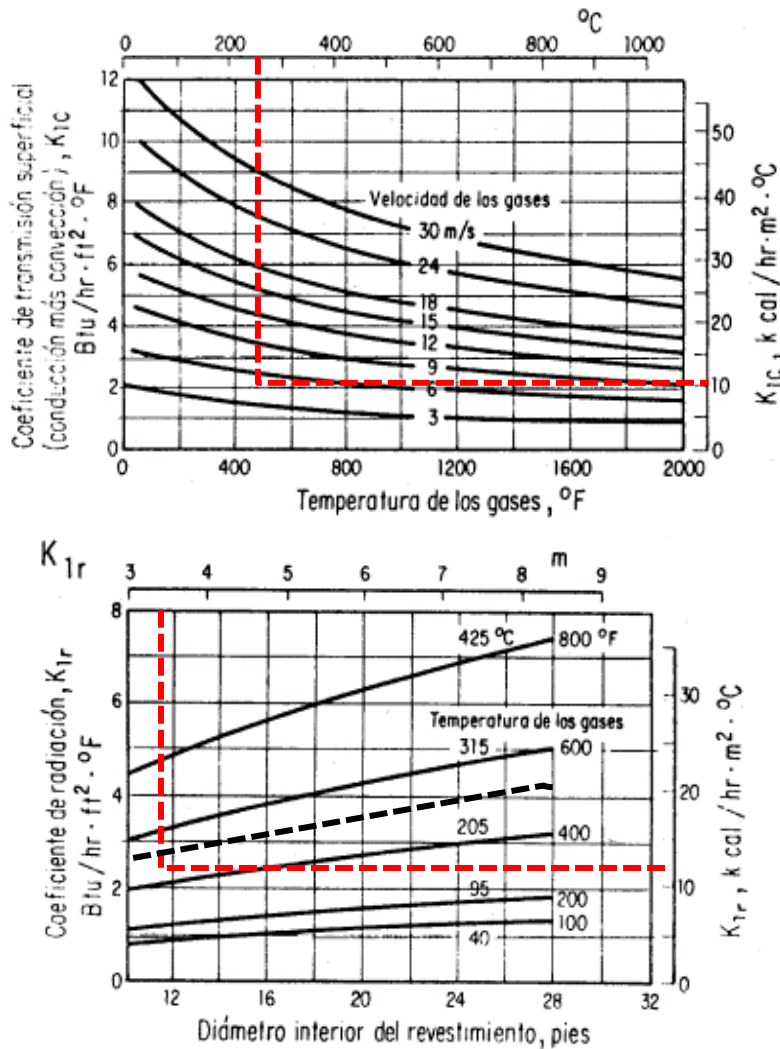 °C
0 200 400 600 800 1000
Coeficiente de transmisión superficial
(conducción más convección), K1C
Btu/hr·ft²·°F
12
10
8
6
4
2
0
Velocidad de los gases
30 m/s
24
18
15
12
9
6
3
50
40
30
20
10
0
K1C, k cal/hr·m²·°C
0 400 800 1200 1600 2000
Temperatura de los gases, °F
K1r
3 4 5 6 7 8 m 9
Coeficiente de radiación, K1r
Btu/hr·ft²·°F
8
6
4
2
0
425 °C 800 °F
Temperatura de los gases
315 600
205 400
95 200
40 100
30
20
10
0
K1r, k cal/hr·m²·°C
12 16 20 24 28 32
Diámetro interior del revestimiento, pies